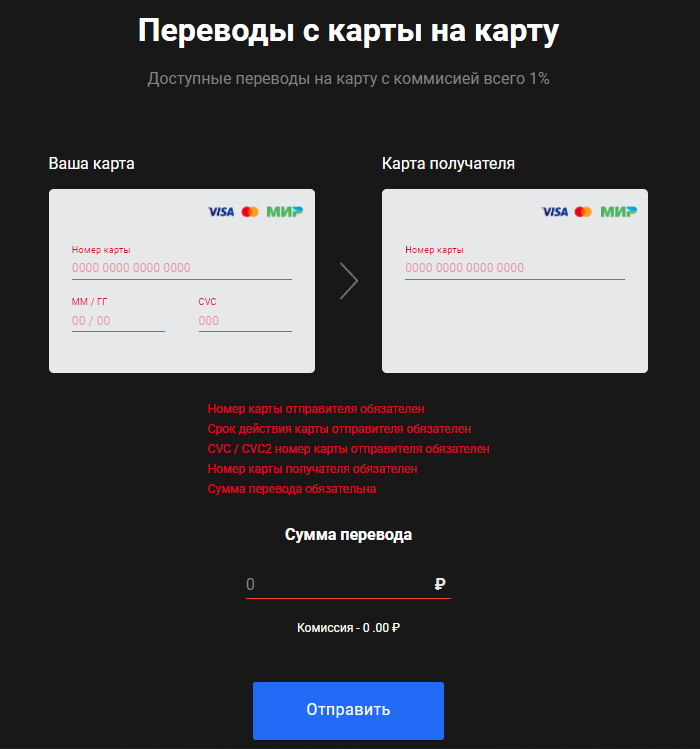 Переводы с карты на карту
Доступные переводы на карту с коммисией всего 1%
Ваша карта
VISA МИР
Номер карты
0000 0000 0000 0000
ММ / ГГ CVC
00 / 00 000
Карта получателя
VISA МИР
Номер карты
0000 0000 0000 0000
Номер карты отправителя обязателен
Срок действия карты отправителя обязателен
CVC / CVC2 номер карты отправителя обязателен
Номер карты получателя обязателен
Сумма перевода обязательна
Сумма перевода
0 ₽
Комиссия - 0 .00 ₽
Отправить